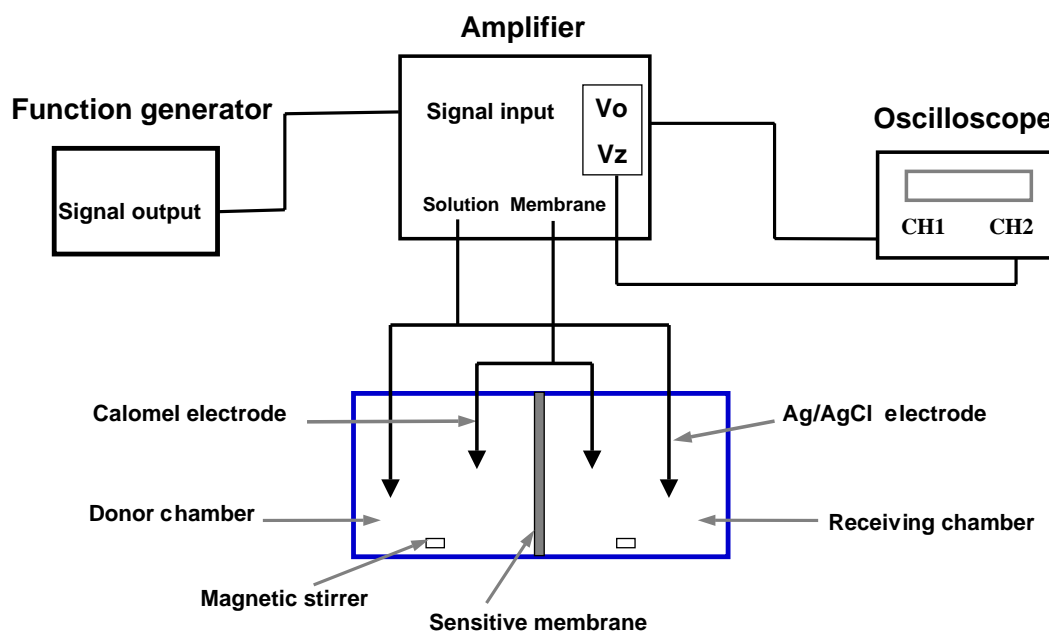 Amplifier
Function generator
Signal input
Vo
Vz
Oscilloscope
Signal output
Solution Membrane
CH1 CH2
Calomel electrode
Ag/AgCl electrode
Donor chamber
Receiving chamber
Magnetic stirrer
Sensitive membrane